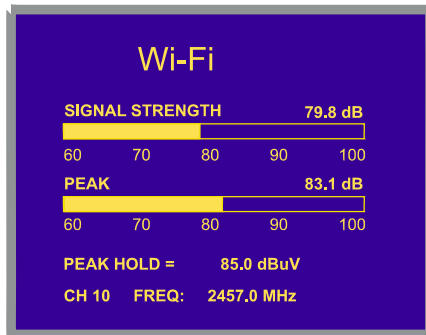 Wi-Fi
SIGNAL STRENGTH 79.8 dB
60 70 80 90 100
PEAK 83.1 dB
60 70 80 90 100
PEAK HOLD = 85.0 dBuV
CH 10 FREQ: 2457.0 MHz